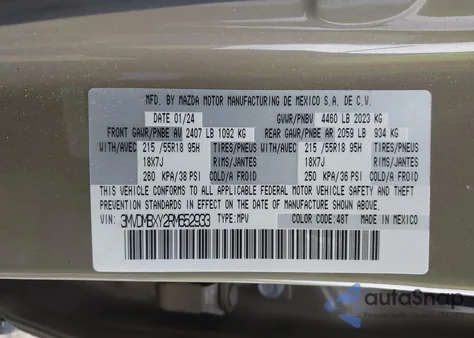 MFD. BY MAZDA MOTOR MANUFACTURING DE MEXICO S.A. DE C.V.
DATE 01/24 GVWR/PNBV 4460 LB 2023 KG
FRONT GAWR/PNBE AV 2407 LB 1092 KG REAR GAWR/PNBE AR 2059 LB 934 KG
WITH/AVEC 215 /55R18 95H TIRES/PNEUS WITH/AVEC 215 /55R18 95H TIRES/PNEUS
18X7J RIMS/JANTES 18X7J RIMS/JANTES
260 KPA/38 PSI COLD/A FROID 250 KPA/36 PSI COLD/A FROID
THIS VEHICLE CONFORMS TO ALL APPLICABLE FEDERAL MOTOR VEHICLE SAFETY AND THEFT
PREVENTION STANDARDS IN EFFECT ON THE DATE OF MANUFACTURE SHOWN ABOVE.
VIN: 3MVDMBXY2RM652933 TYPE: MPV COLOR CODE: 48T MADE IN MEXICO
autaSnap